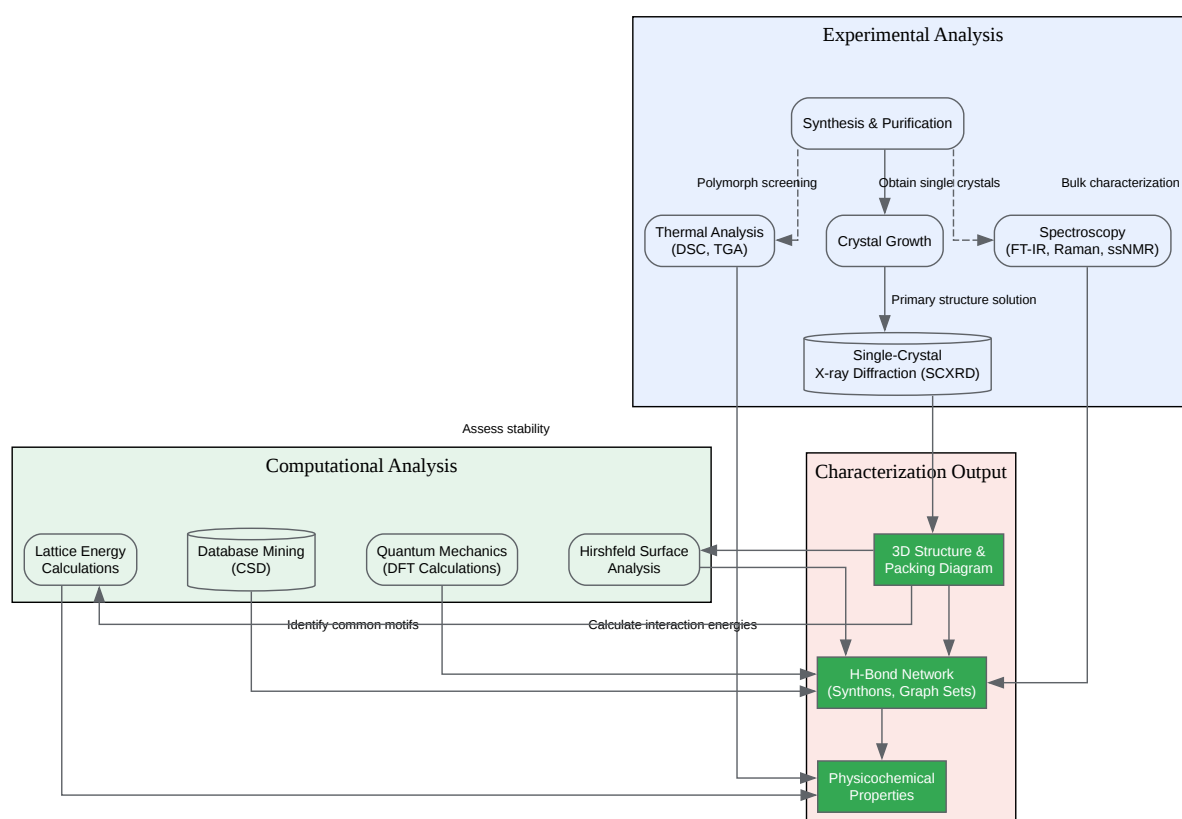 Experimental Analysis
Synthesis & Purification
Polymorph screening
Obtain single crystals
Bulk characterization
Thermal Analysis
(DSC, TGA)
Crystal Growth
Spectroscopy
(FT-IR, Raman, ssNMR)
Primary structure solution
Single-Crystal
X-ray Diffraction (SCXRD)
Assess stability
Computational Analysis
Characterization Output
Lattice Energy
Calculations
Database Mining
(CSD)
Quantum Mechanics
(DFT Calculations)
Hirshfeld Surface
Analysis
3D Structure &
Packing Diagram
Identify common motifs
Calculate interaction energies
H-Bond Network
(Synthons, Graph Sets)
Physicochemical
Properties